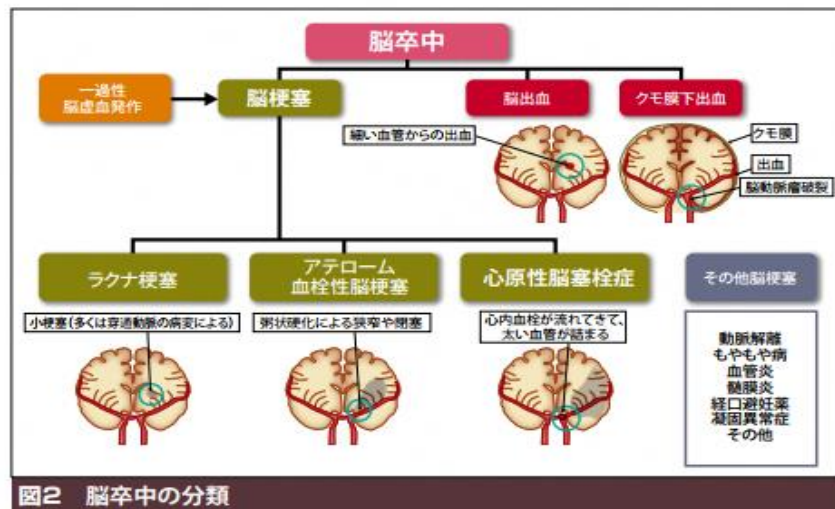 脳卒中
一過性
脳虚血発作
脳梗塞
脳出血
クモ膜下出血
細い血管からの出血
クモ膜
出血
脳動脈瘤破裂
ラクナ梗塞
アテローム
血栓性脳梗塞
心原性脳塞栓症
その他脳梗塞
小梗塞(多くは穿通動脈の病変による)
粥状硬化による狭窄や閉塞
心内血栓が流れてきて、
太い血管が詰まる
動脈解離
もやもや病
血管炎
髄膜炎
経口避妊薬
凝固異常症
その他
図2 脳卒中の分類